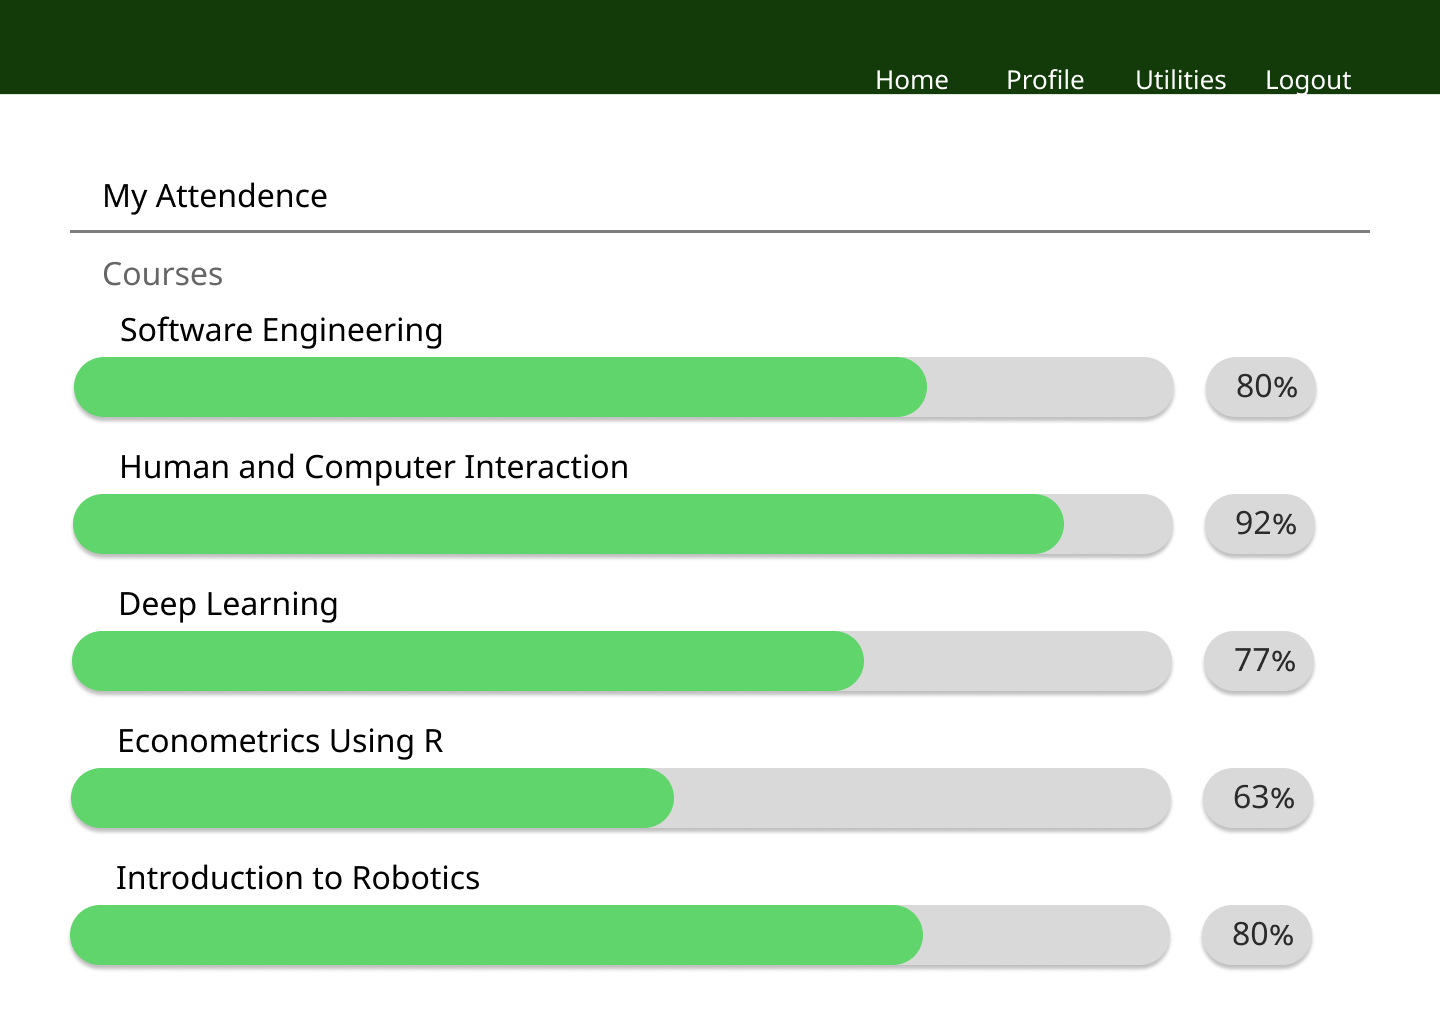 Home Profile Utilities Logout
My Attendence
Courses
Software Engineering
80%
Human and Computer Interaction
92%
Deep Learning
77%
Econometrics Using R
63%
Introduction to Robotics
80%